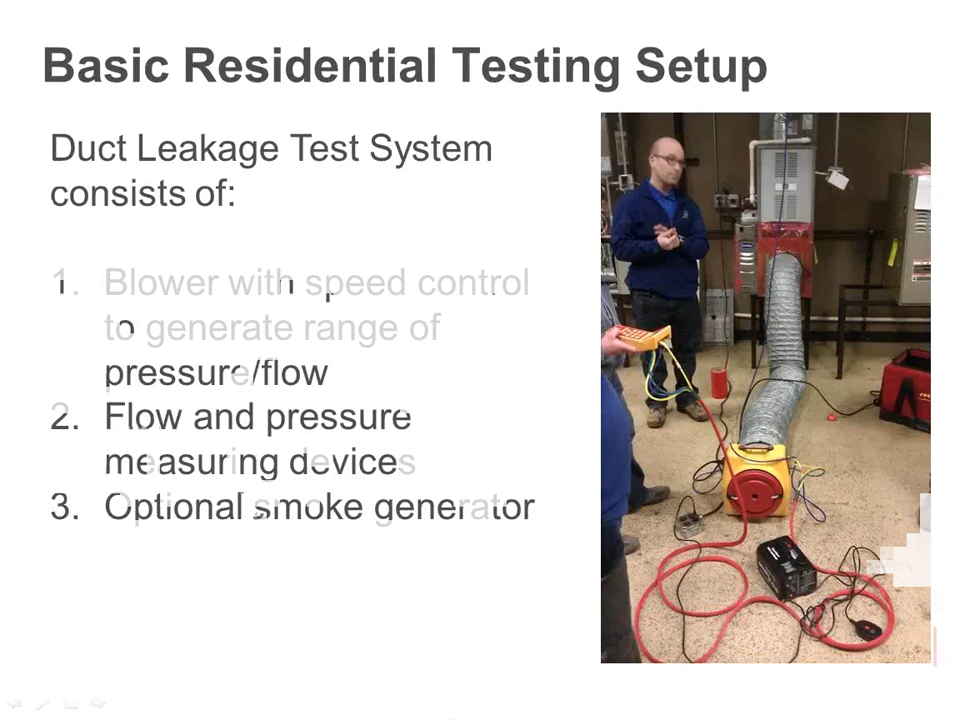 Basic Residential Testing Setup
Duct Leakage Test System
consists of:
1. Blower with speed control
to generate range of
pressure/flow
2. Flow and pressure
measuring devices
3. Optional smoke generator